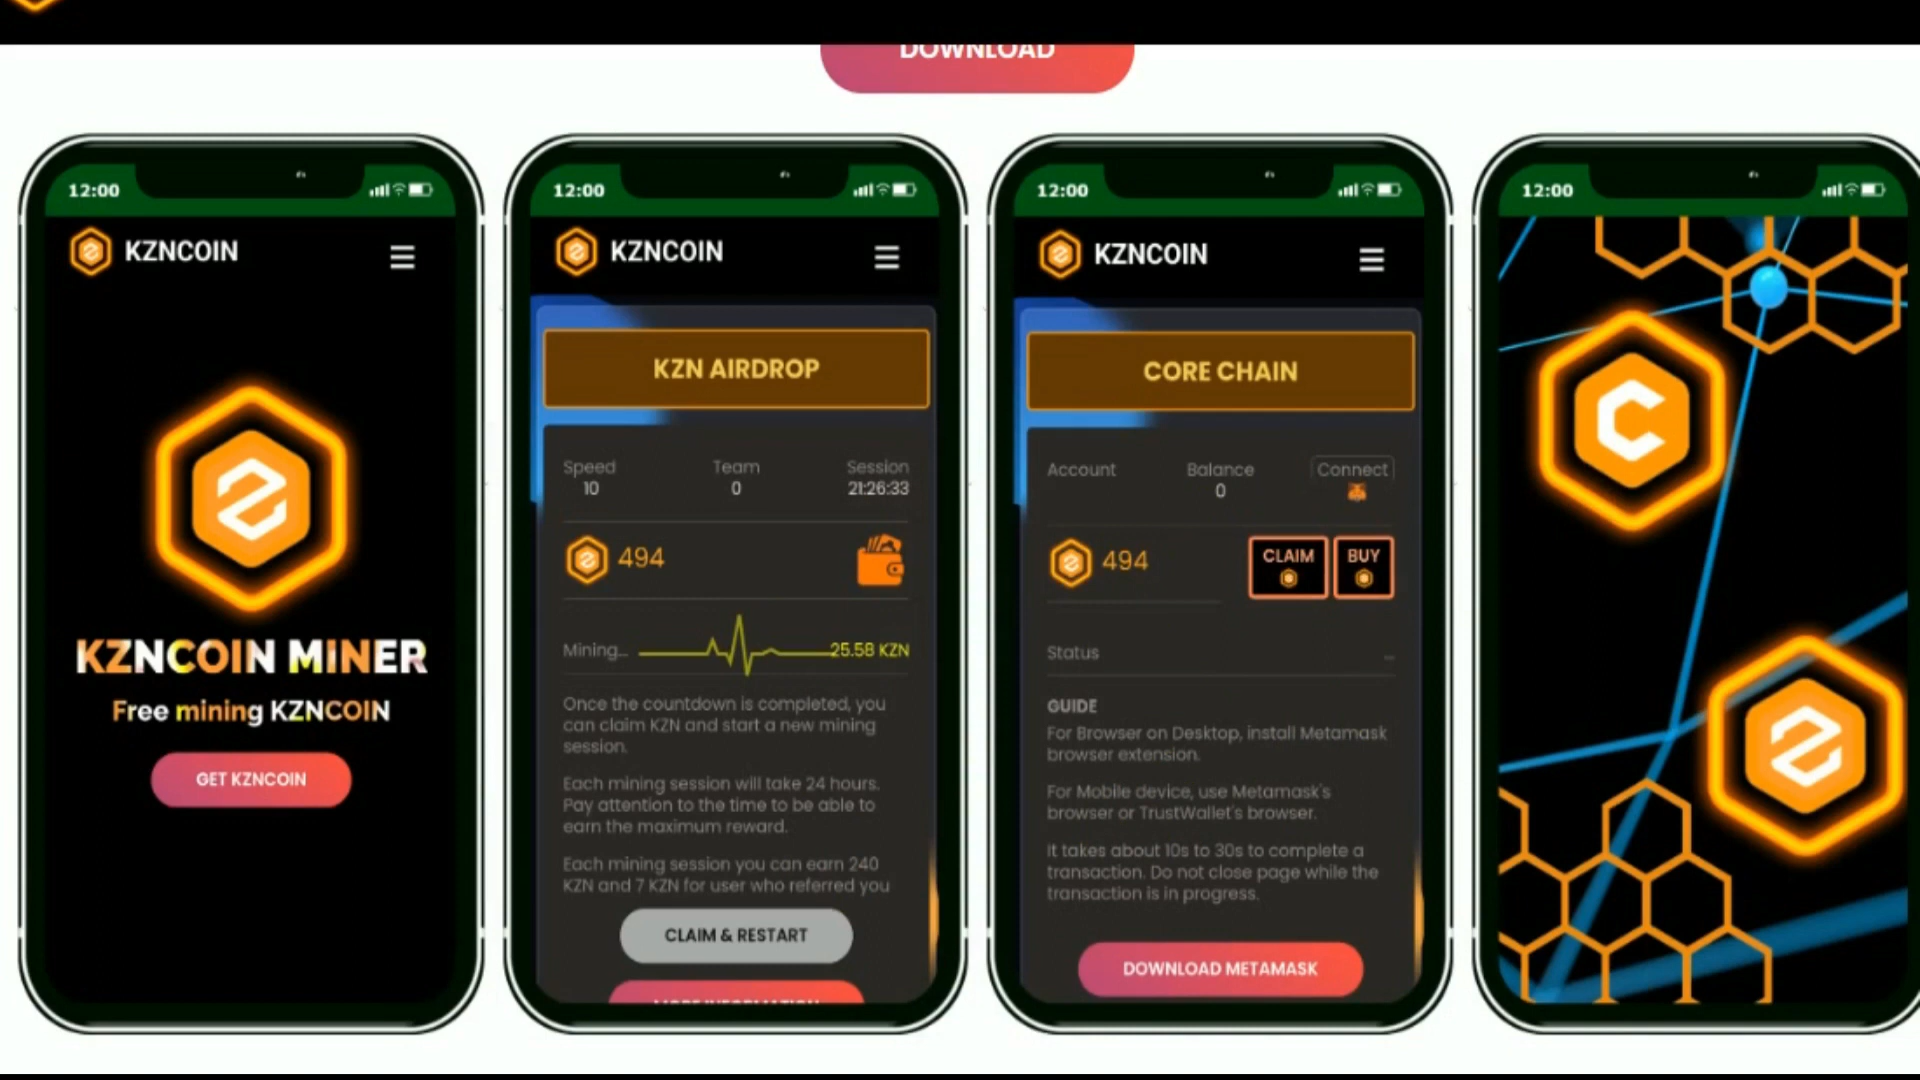 DOWNLOAD
12:00
KZNCOIN
KZNCOIN MINER
Free mining KZNCOIN
GET KZNCOIN
12:00
KZNCOIN
KZN AIRDROP
Speed Team Session
10 0 21:26:33
494
Mining... 25.58 KZN
Once the countdown is completed, you
can claim KZN and start a new mining
session.
Each mining session will take 24 hours.
Pay attention to the time to be able to
earn the maximum reward.
Each mining session you can earn 240
KZN and 7 KZN for user who referred you
CLAIM & RESTART
MORE INFORMATION
12:00
KZNCOIN
CORE CHAIN
Account Balance Connect
0
494 CLAIM BUY
Status ...
GUIDE
For Browser on Desktop, install Metamask
browser extension.
For Mobile device, use Metamask's
browser or TrustWallet's browser.
It takes about 10s to 30s to complete a
transaction. Do not close page while the
transaction is in progress.
DOWNLOAD METAMASK
12:00